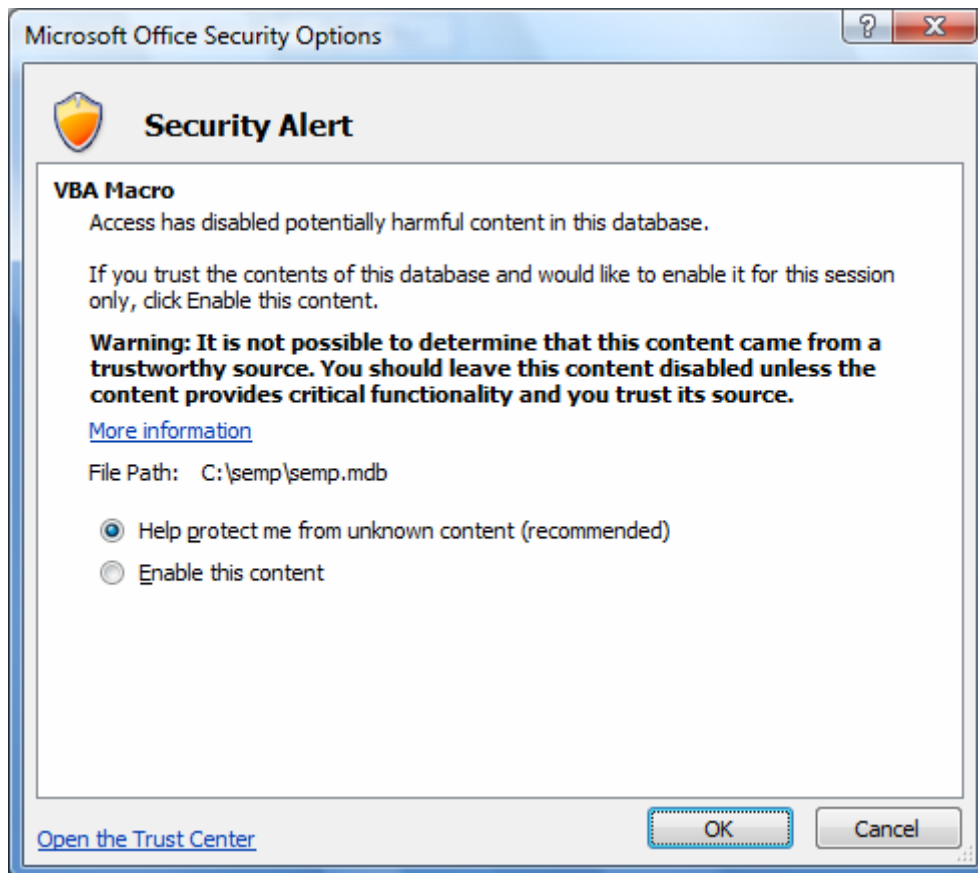 Microsoft Office Security Options
Security Alert
VBA Macro
Access has disabled potentially harmful content in this database.
If you trust the contents of this database and would like to enable it for this session
only, click Enable this content.
Warning: It is not possible to determine that this content came from a
trustworthy source. You should leave this content disabled unless the
content provides critical functionality and you trust its source.
More information
File Path: C:\semp\semp.mdb
Help protect me from unknown content (recommended)
Enable this content
Open the Trust Center
OK
Cancel